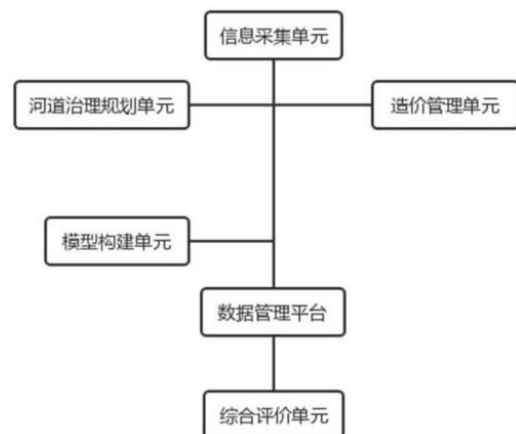 信息采集单元
河道治理规划单元
造价管理单元
模型构建单元
数据管理平台
综合评价单元